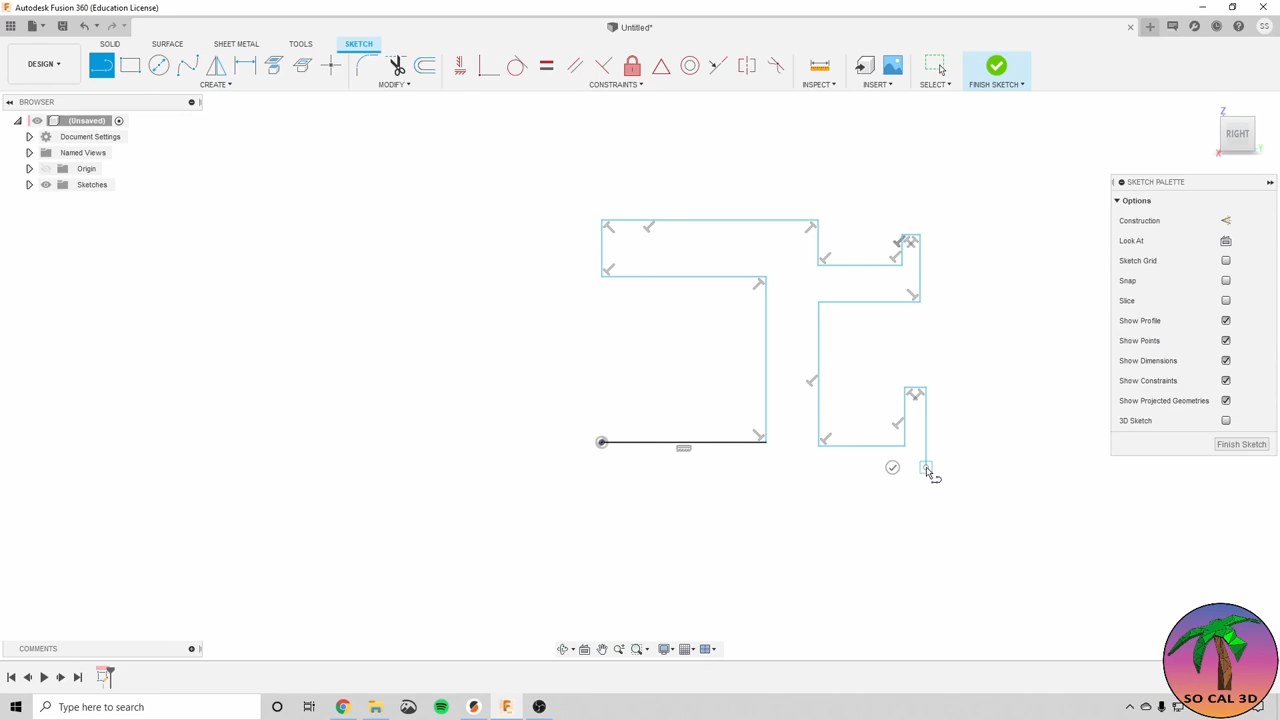 Autodesk Fusion 360 (Education License)
Untitled*
SS
DESIGN
SOLID
SURFACE
SHEET METAL
TOOLS
SKETCH
CREATE
MODIFY
CONSTRAINTS
INSPECT
INSERT
SELECT
FINISH SKETCH
BROWSER
(Unsaved)
Document Settings
Named Views
Origin
Sketches
Z
RIGHT
X
Y
SKETCH PALETTE
Options
Construction
Look At
Sketch Grid
Snap
Slice
Show Profile
Show Points
Show Dimensions
Show Constraints
Show Projected Geometries
3D Sketch
Finish Sketch
COMMENTS
Type here to search
SO CAL 3D